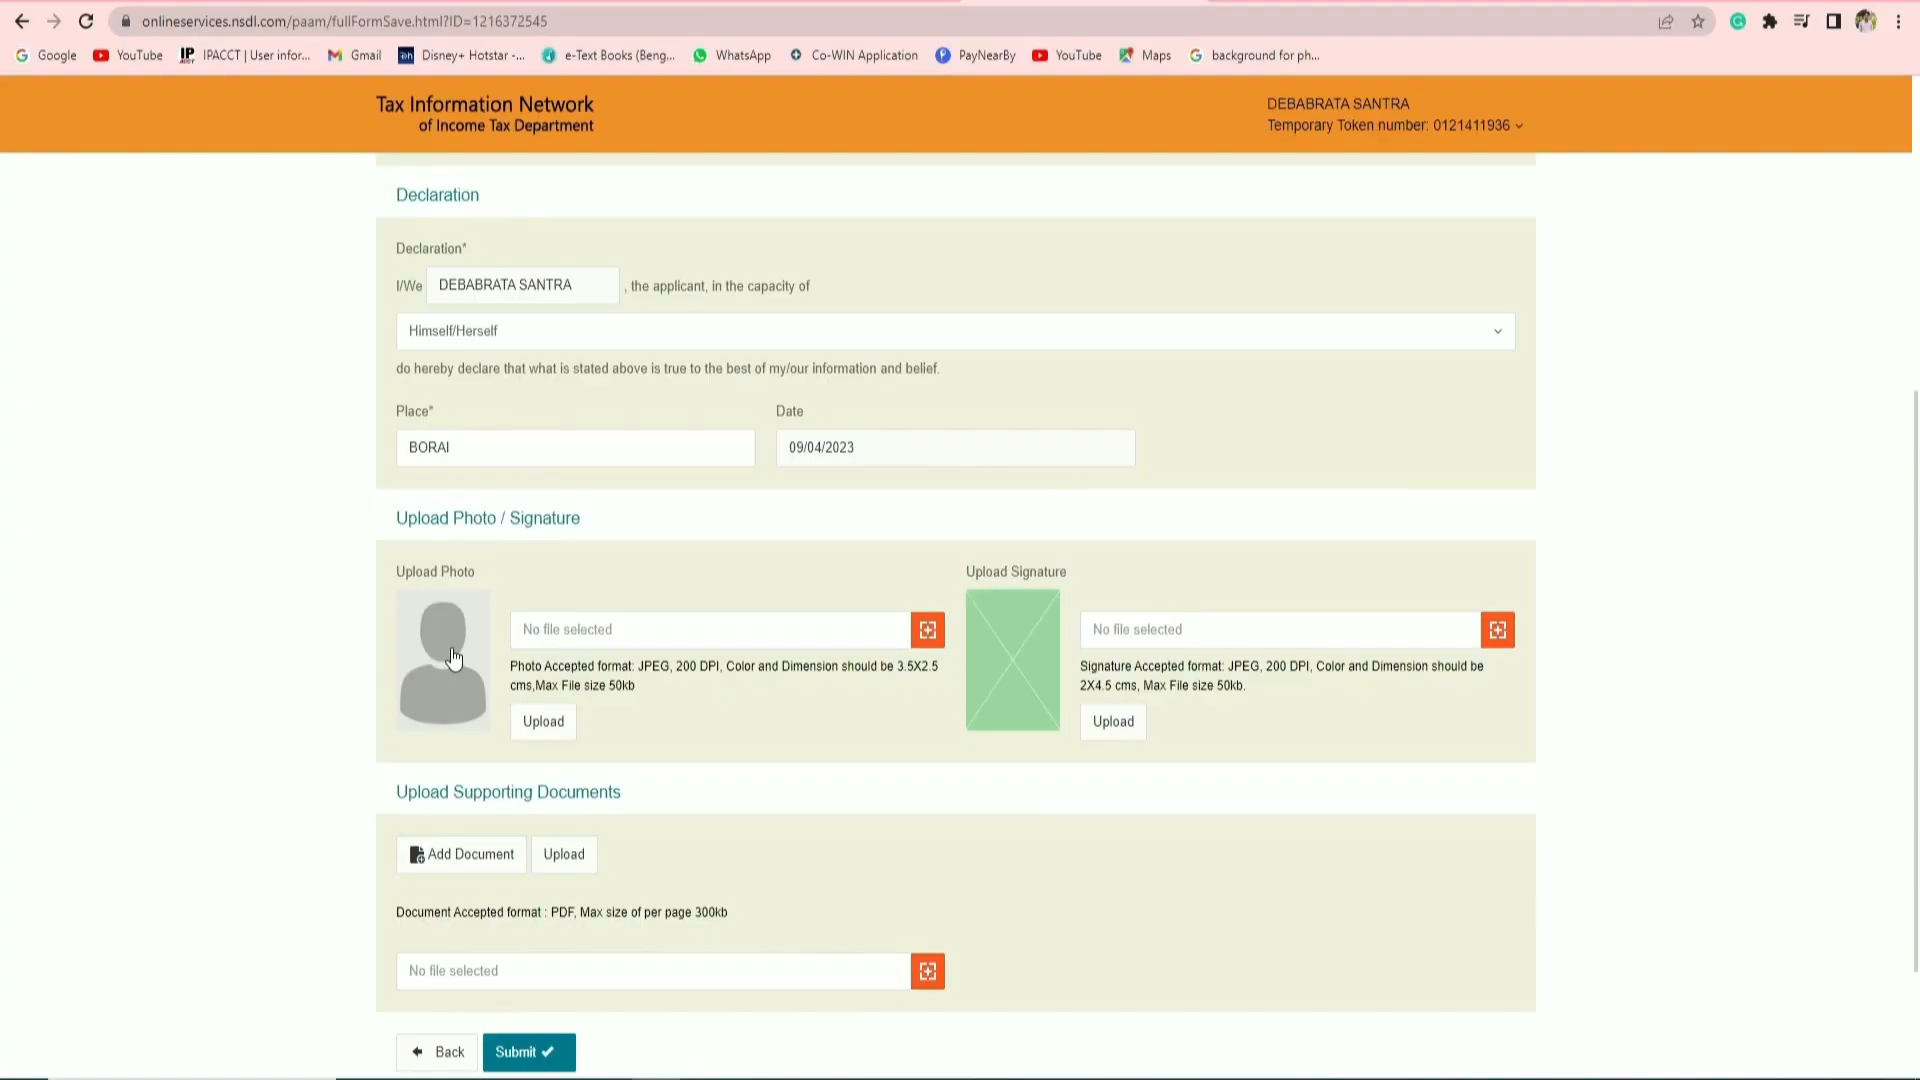 onlineservices.nsdl.com/paam/fullFormSave.html?ID=1216372545
Google
YouTube
IPACCT | User infor...
Gmail
Disney+ Hotstar -...
e-Text Books (Beng...
WhatsApp
Co-WIN Application
PayNearBy
YouTube
Maps
background for ph...
Tax Information Network
of Income Tax Department
DEBABRATA SANTRA
Temporary Token number: 0121411936
Declaration
Declaration*
I/We DEBABRATA SANTRA , the applicant, in the capacity of
Himself/Herself
do hereby declare that what is stated above is true to the best of my/our information and belief.
Place* Date
BORAI 09/04/2023
Upload Photo / Signature
Upload Photo
No file selected
Photo Accepted format: JPEG, 200 DPI, Color and Dimension should be 3.5X2.5
cms,Max File size 50kb
Upload
Upload Signature
No file selected
Signature Accepted format: JPEG, 200 DPI, Color and Dimension should be
2X4.5 cms, Max File size 50kb.
Upload
Upload Supporting Documents
Add Document Upload
Document Accepted format : PDF, Max size of per page 300kb
No file selected
Back Submit